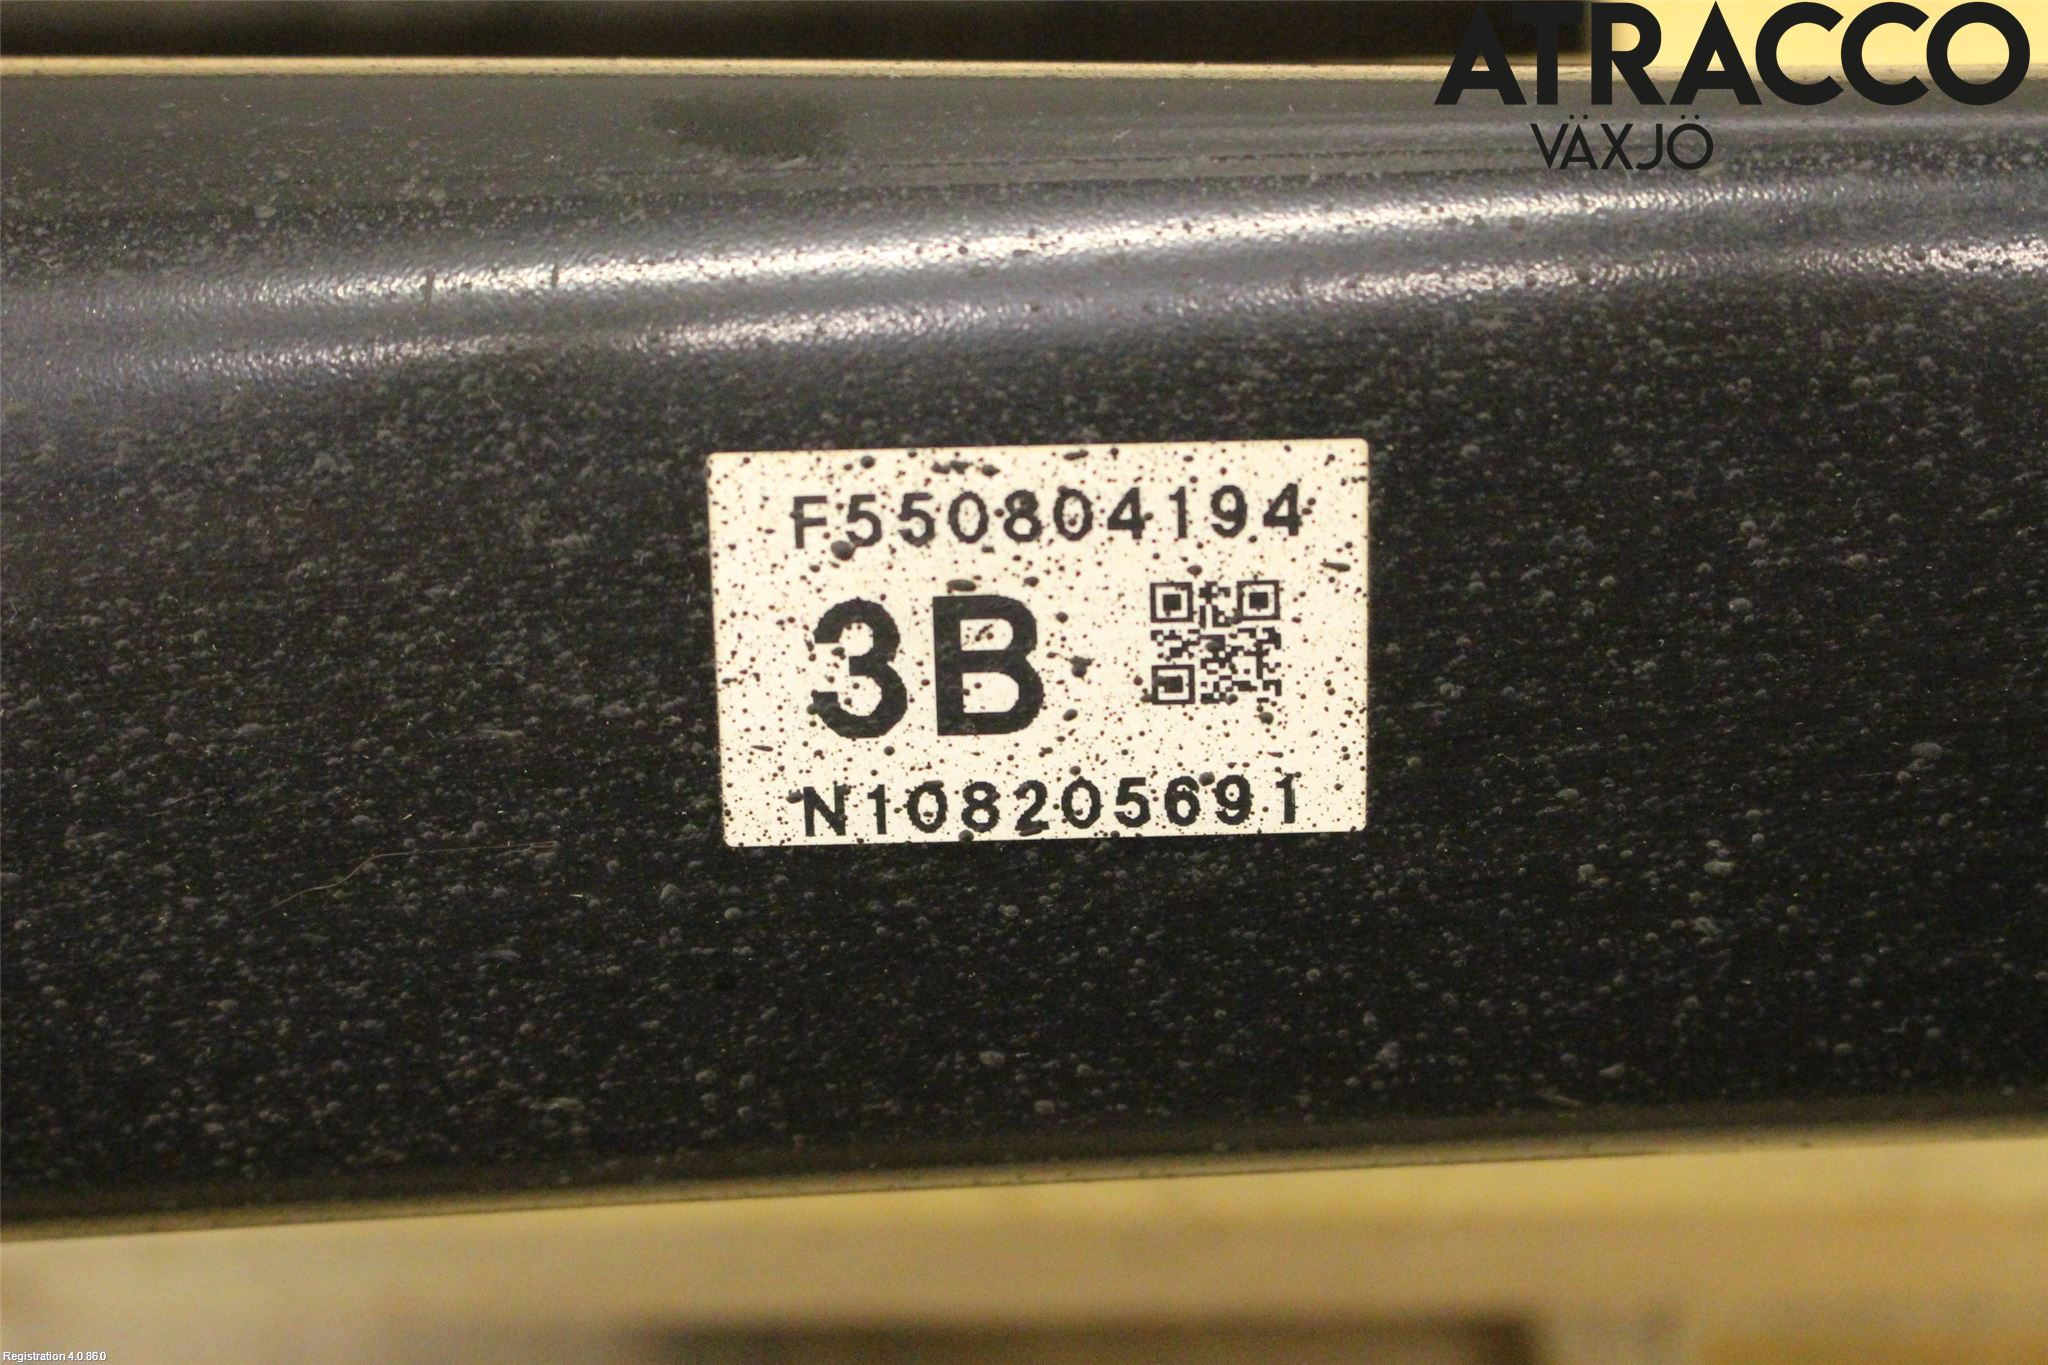 ATRACCO
VÄXJÖ
F550804194
3B
N108205691
Registration 4.0.86.0